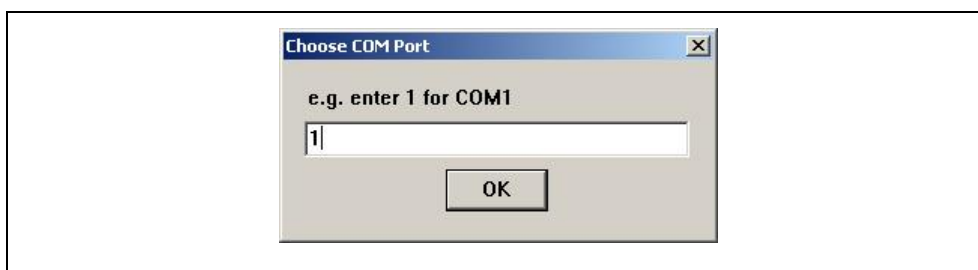 Choose COM Port
e.g. enter 1 for COM1
1
OK